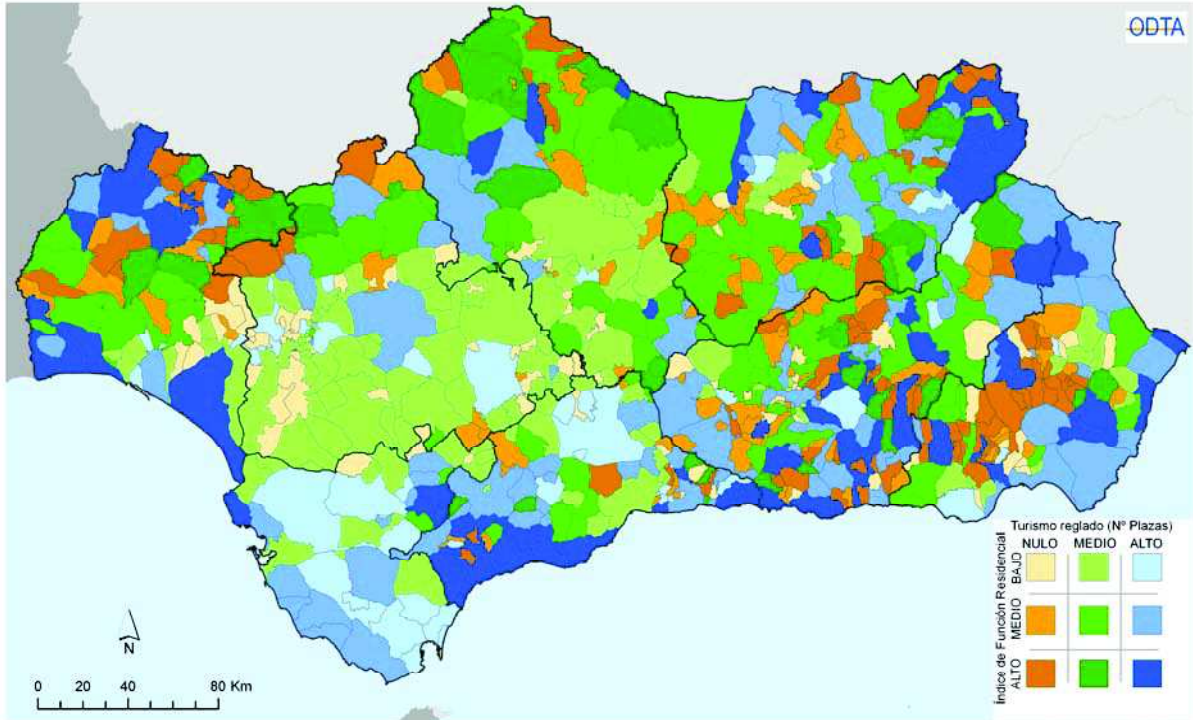 ODTA
Turismo reglado (Nº Plazas)
NULO MEDIO ALTO
Índice de Función Residencial
BAJO
MEDIO
ALTO
N
0 20 40 80 Km